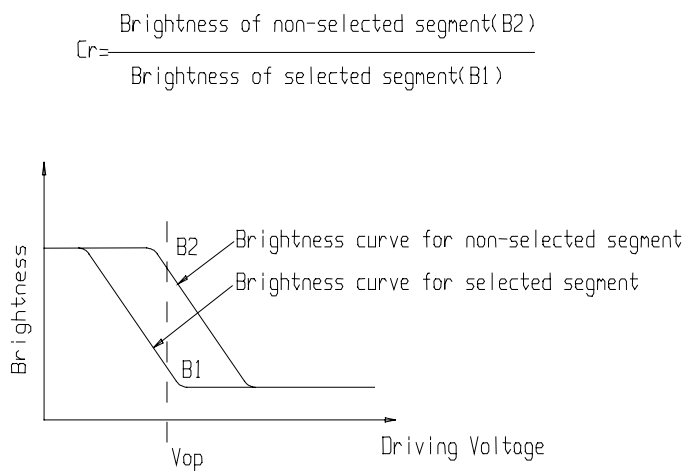 Brightness of non-selected segment(B2)
Cr=
Brightness of selected segment(B1)
B2
Brightness curve for non-selected segment
Brightness curve for selected segment
Brightness
B1
Driving Voltage
Vop